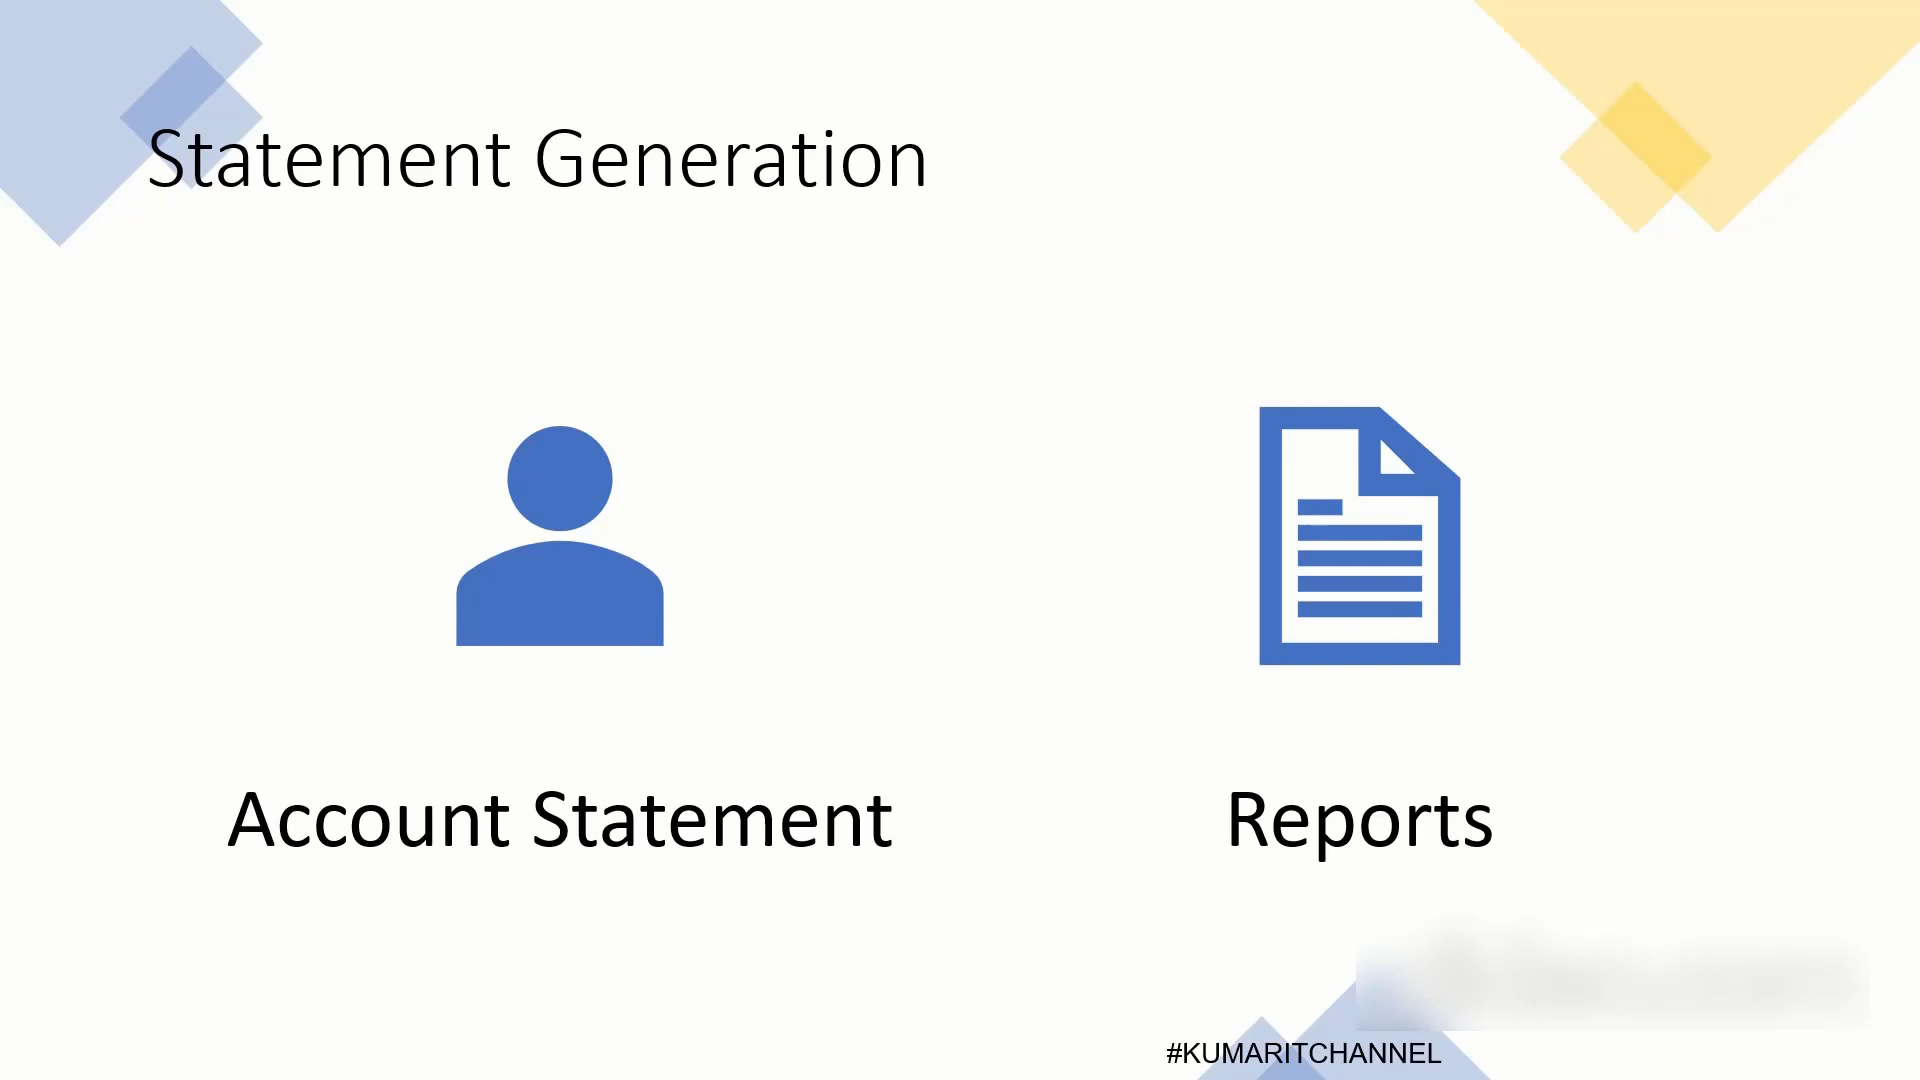 Statement Generation
Account Statement
Reports
#KUMARITCHANNEL